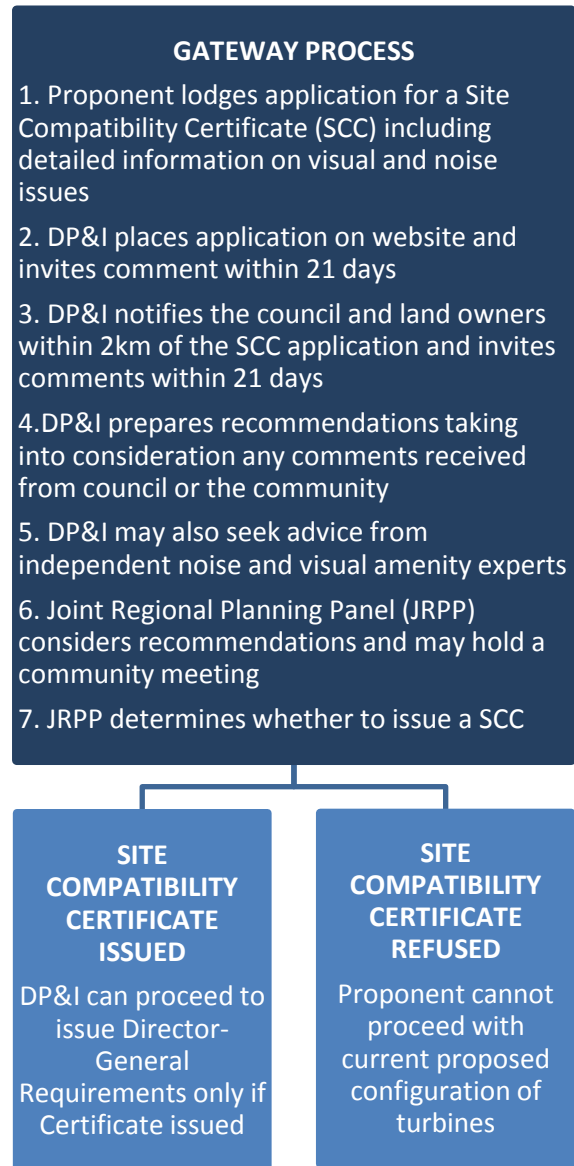 GATEWAY PROCESS
1. Proponent lodges application for a Site
Compatibility Certificate (SCC) including
detailed information on visual and noise
issues
2. DP&I places application on website and
invites comment within 21 days
3. DP&I notifies the council and land owners
within 2km of the SCC application and invites
comments within 21 days
4.DP&I prepares recommendations taking
into consideration any comments received
from council or the community
5. DP&I may also seek advice from
independent noise and visual amenity experts
6. Joint Regional Planning Panel (JRPP)
considers recommendations and may hold a
community meeting
7. JRPP determines whether to issue a SCC
SITE
COMPATIBILITY
CERTIFICATE
ISSUED
DP&I can proceed to
issue Director-
General
Requirements only if
Certificate issued
SITE
COMPATIBILITY
CERTIFICATE
REFUSED
Proponent cannot
proceed with
current proposed
configuration of
turbines